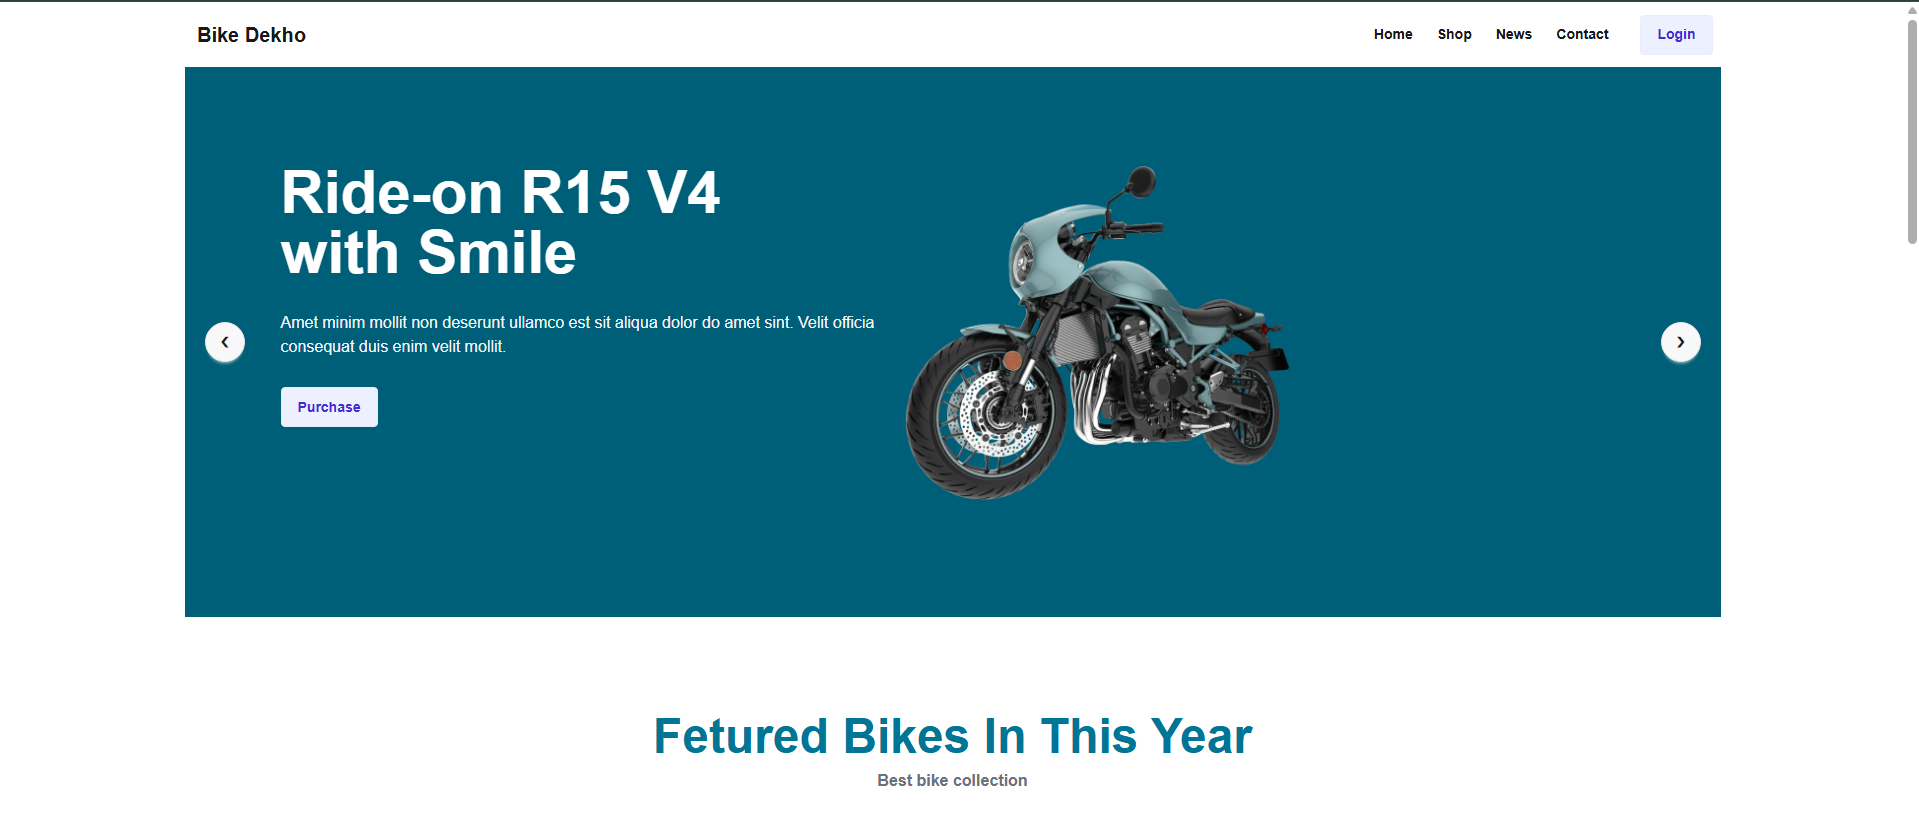 Bike Dekho
Home Shop News Contact Login
Ride-on R15 V4
with Smile
Amet minim mollit non deserunt ullamco est sit aliqua dolor do amet sint. Velit officia
consequat duis enim velit mollit.
❮
❯
Purchase
Fetured Bikes In This Year
Best bike collection